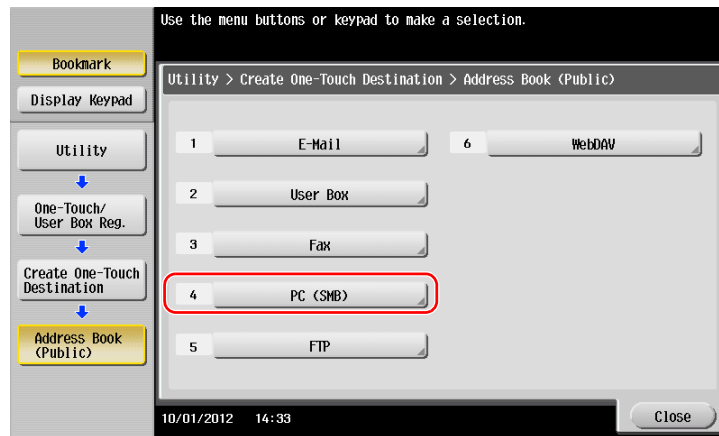 Use the menu buttons or keypad to make a selection.
Bookmark
Display Keypad
Utility
One-Touch/
User Box Reg.
Create One-Touch
Destination
Address Book
(Public)
Utility > Create One-Touch Destination > Address Book (Public)
1 E-Mail
6 WebDAV
2 User Box
3 Fax
4 PC (SMB)
5 FTP
10/01/2012 14:33
Close